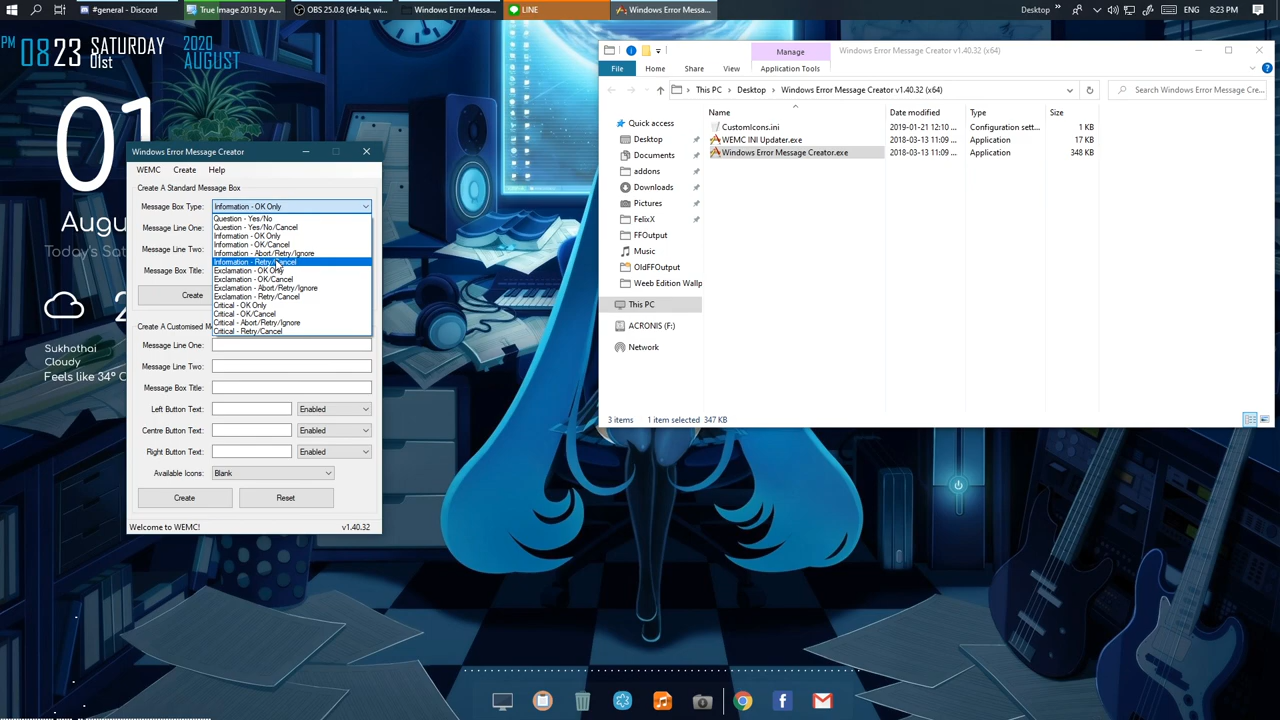 #general - Discord
True Image 2013 by A...
OBS 25.0.8 (64-bit, wi...
Windows Error Messa...
LINE
Windows Error Messa...
Desktop
ENG
8:23 PM
PM
08 23
SATURDAY
01st
2020
AUGUST
01
Augu
Today's Sat
2
Sukhothai
Cloudy
Feels like 34° C
Windows Error Message Creator
WEMC
Create
Help
Create A Standard Message Box
Message Box Type:
Information - OK Only
Message Line One:
Message Line Two:
Message Box Title:
Create
Question - Yes/No
Question - Yes/No/Cancel
Information - OK Only
Information - OK/Cancel
Information - Abort/Retry/Ignore
Information - Retry/Cancel
Exclamation - OK Only
Exclamation - OK/Cancel
Exclamation - Abort/Retry/Ignore
Exclamation - Retry/Cancel
Critical - OK Only
Critical - OK/Cancel
Critical - Abort/Retry/Ignore
Critical - Retry/Cancel
Create A Customised M
Message Line One:
Message Line Two:
Message Box Title:
Left Button Text:
Enabled
Centre Button Text:
Enabled
Right Button Text:
Enabled
Available Icons:
Blank
Create
Reset
Welcome to WEMC!
v1.40.32
Manage
Windows Error Message Creator v1.40.32 (x64)
File
Home
Share
View
Application Tools
This PC
Desktop
Windows Error Message Creator v1.40.32 (x64)
Search Windows Error Message Cre...
Quick access
Desktop
Documents
addons
Downloads
Pictures
FelixX
FFOutput
Music
OldFFOutput
Weeb Edition Wallp
This PC
ACRONIS (F:)
Network
Name
Date modified
Type
Size
CustomIcons.ini
2019-01-21 12:10 ...
Configuration sett...
1 KB
WEMC INI Updater.exe
2018-03-13 11:09 ...
Application
17 KB
Windows Error Message Creator.exe
2018-03-13 11:09 ...
Application
348 KB
3 items
1 item selected
347 KB